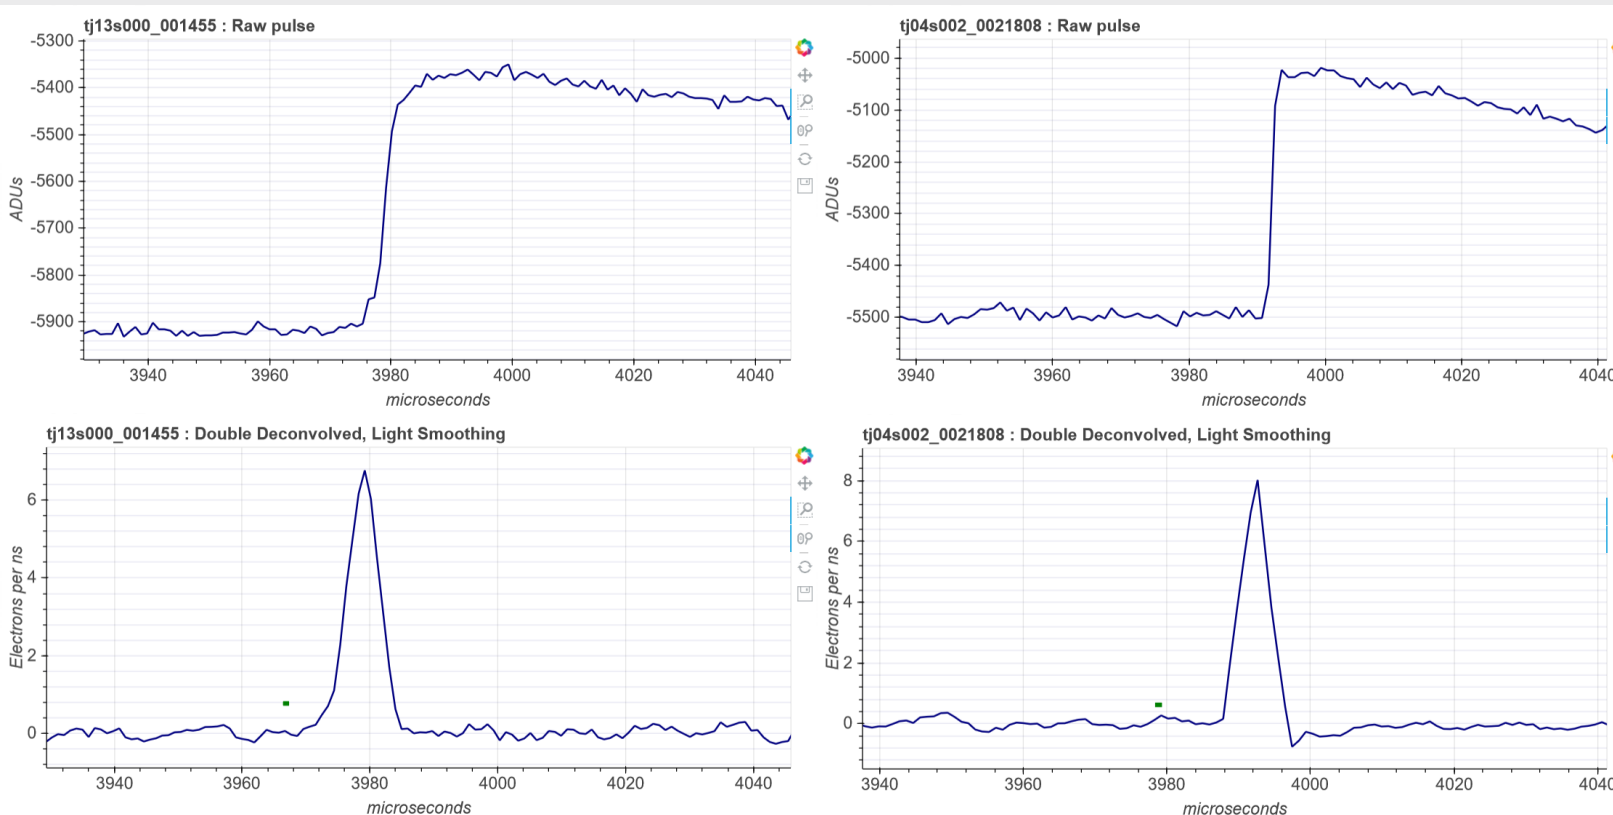 tj13s000_001455 : Raw pulse
-5300
-5400
-5500
-5600
-5700
-5800
-5900
ADUs
3940 3960 3980 4000 4020 4040
microseconds
tj04s002_0021808 : Raw pulse
-5000
-5100
-5200
-5300
-5400
-5500
ADUs
3940 3960 3980 4000 4020 4040
microseconds
tj13s000_001455 : Double Deconvolved, Light Smoothing
6
4
2
0
Electrons per ns
3940 3960 3980 4000 4020 4040
microseconds
tj04s002_0021808 : Double Deconvolved, Light Smoothing
8
6
4
2
0
Electrons per ns
3940 3960 3980 4000 4020 4040
microseconds